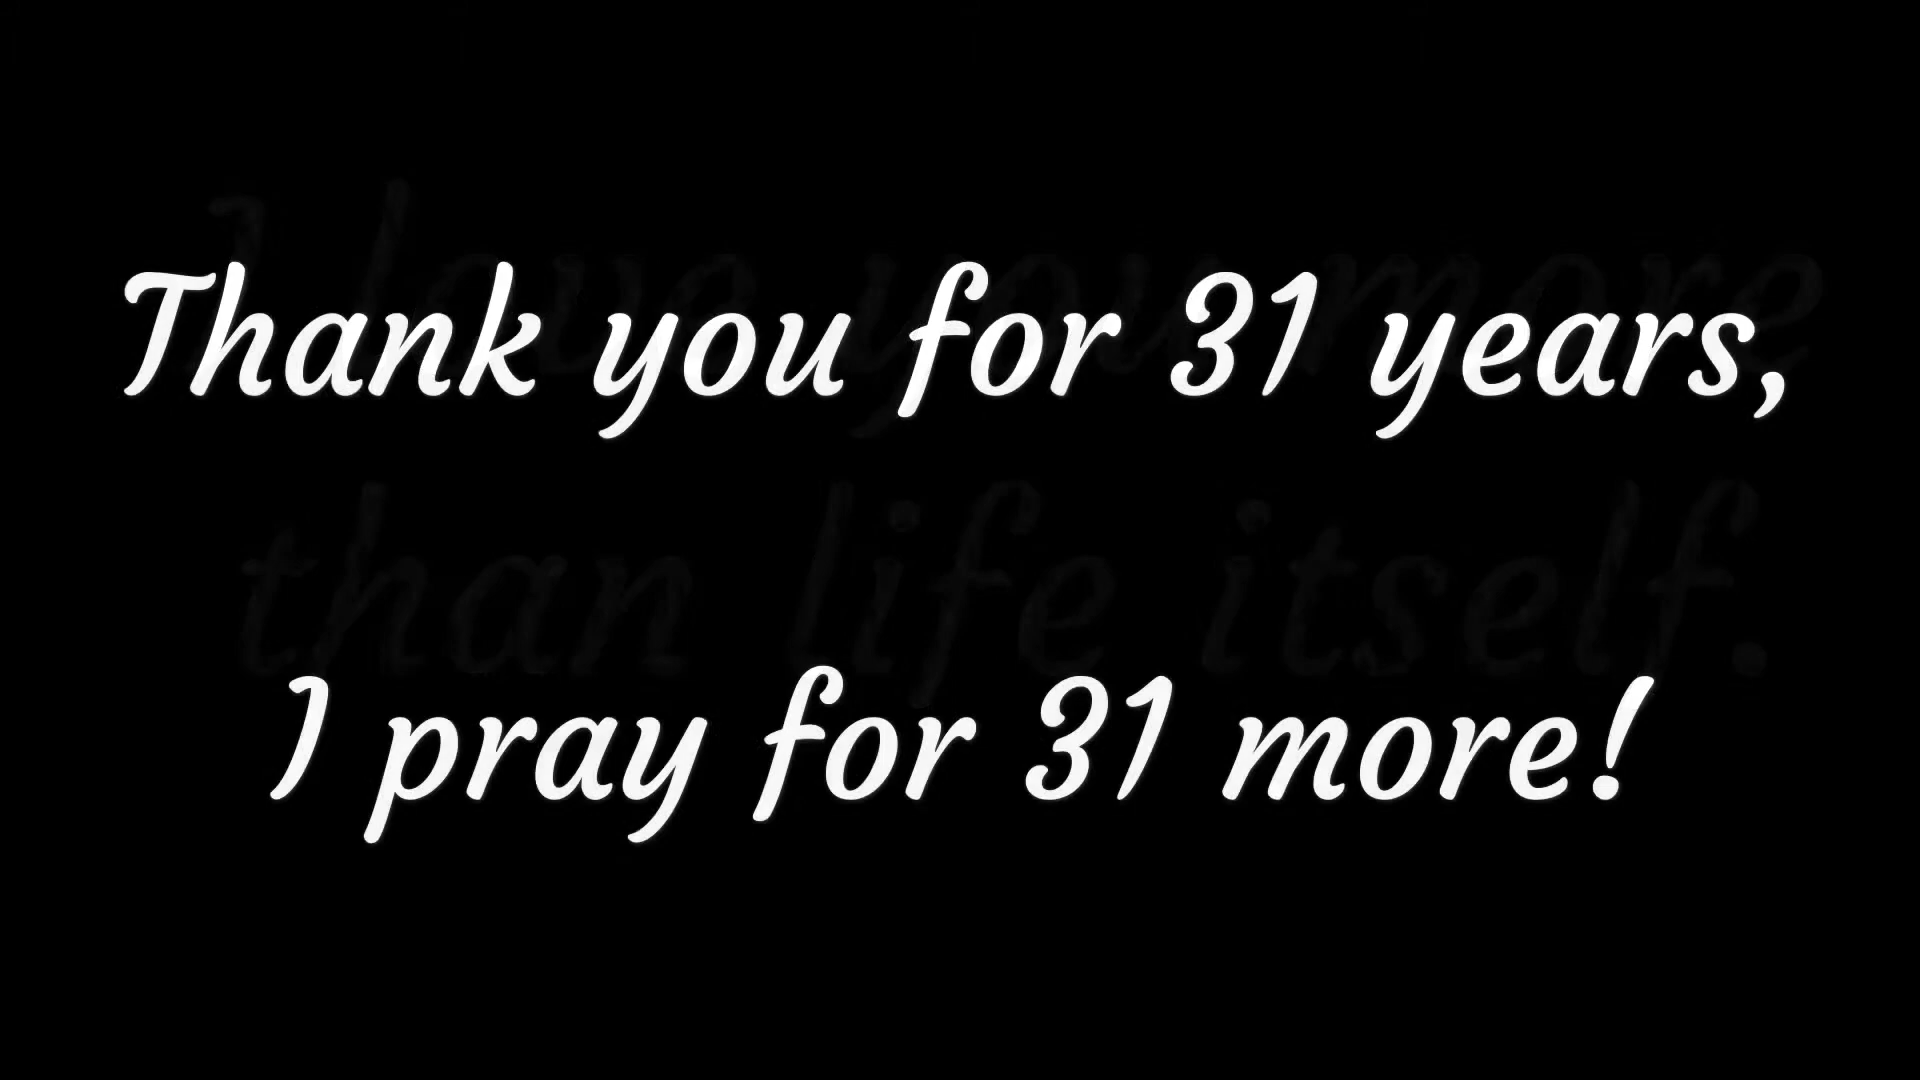 I love you more
Thank you for 31 years,
than life itself.
I pray for 31 more!